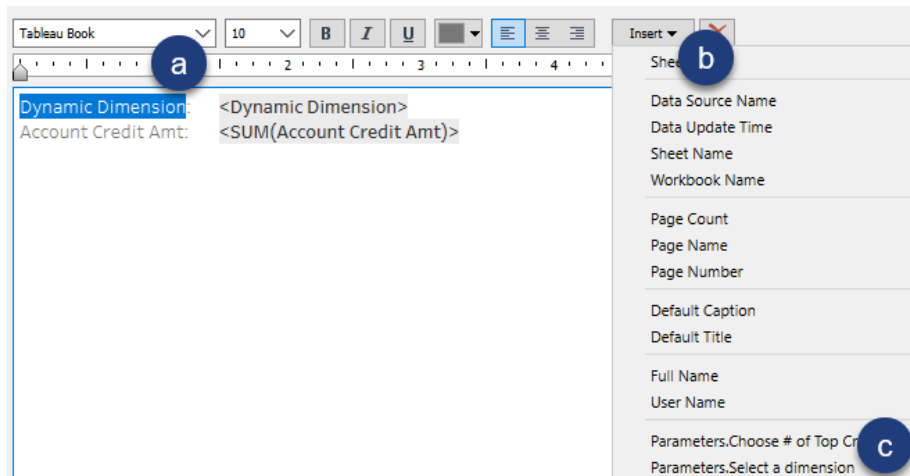 Tableau Book 10 B I U Insert
a b
2 3 4
Dynamic Dimension: <Dynamic Dimension>
Account Credit Amt: <SUM(Account Credit Amt)>
Data Source Name
Data Update Time
Sheet Name
Workbook Name
Page Count
Page Name
Page Number
Default Caption
Default Title
Full Name
User Name
Parameters.Choose # of Top
c
Parameters.Select a dimension